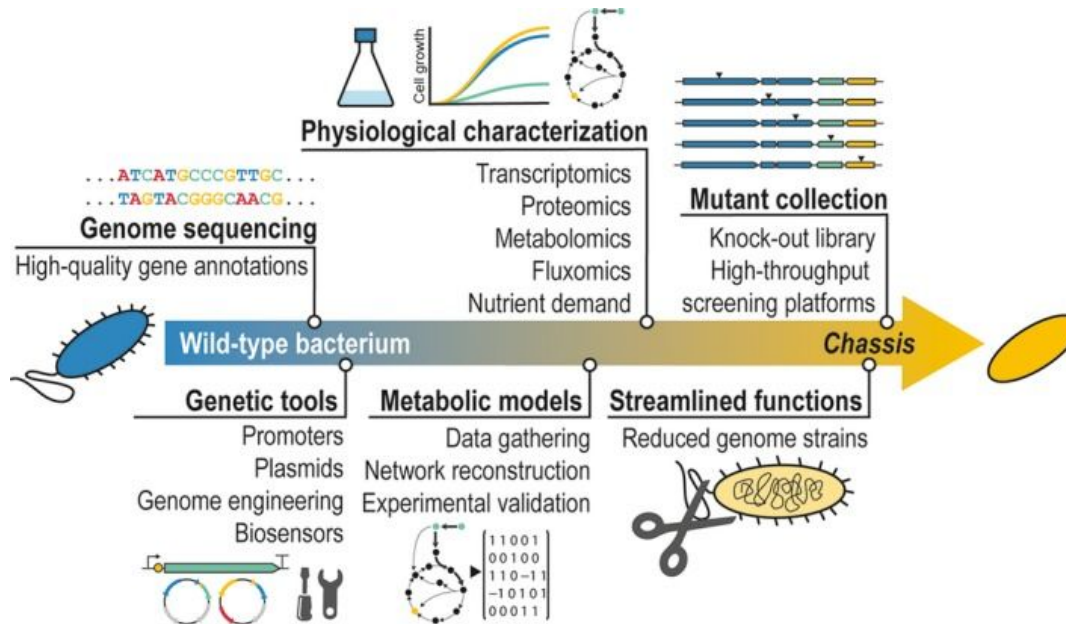 Cell growth
Physiological characterization
Transcriptomics
Proteomics
Metabolomics
Fluxomics
Nutrient demand
...ATCATGCCCGTTGC...
...TAGTACGGGCAACG...
Genome sequencing
High-quality gene annotations
Mutant collection
Knock-out library
High-throughput
screening platforms
Wild-type bacterium
Chassis
Genetic tools
Promoters
Plasmids
Genome engineering
Biosensors
Metabolic models
Data gathering
Network reconstruction
Experimental validation
11001
00100
110-11
-10101
00011
Streamlined functions
Reduced genome strains